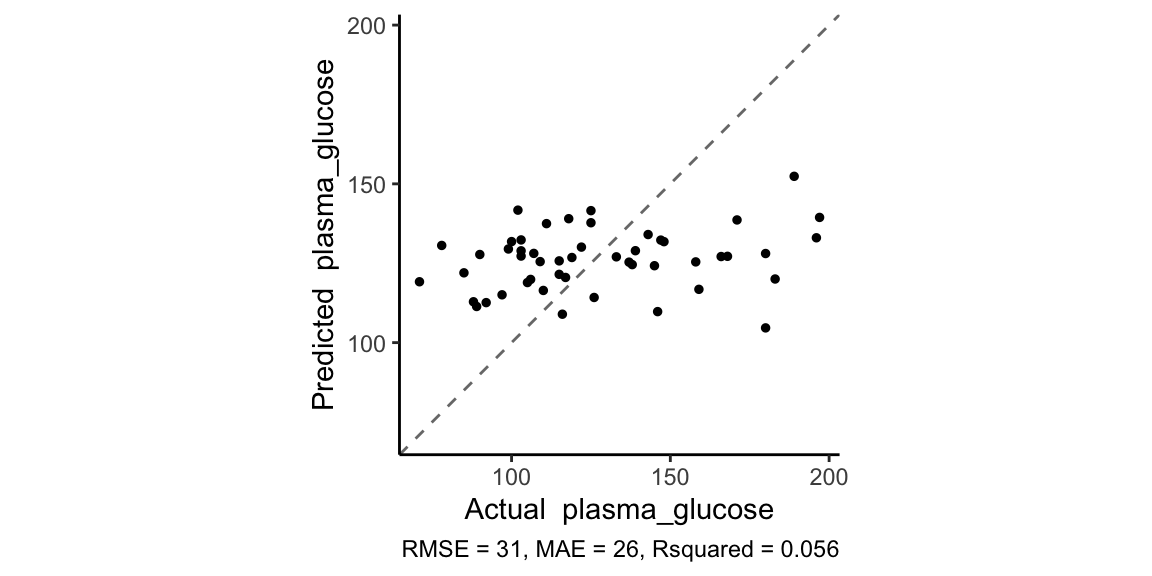 200
150
100
Predicted plasma_glucose
100 150 200
Actual plasma_glucose
RMSE = 31, MAE = 26, Rsquared = 0.056